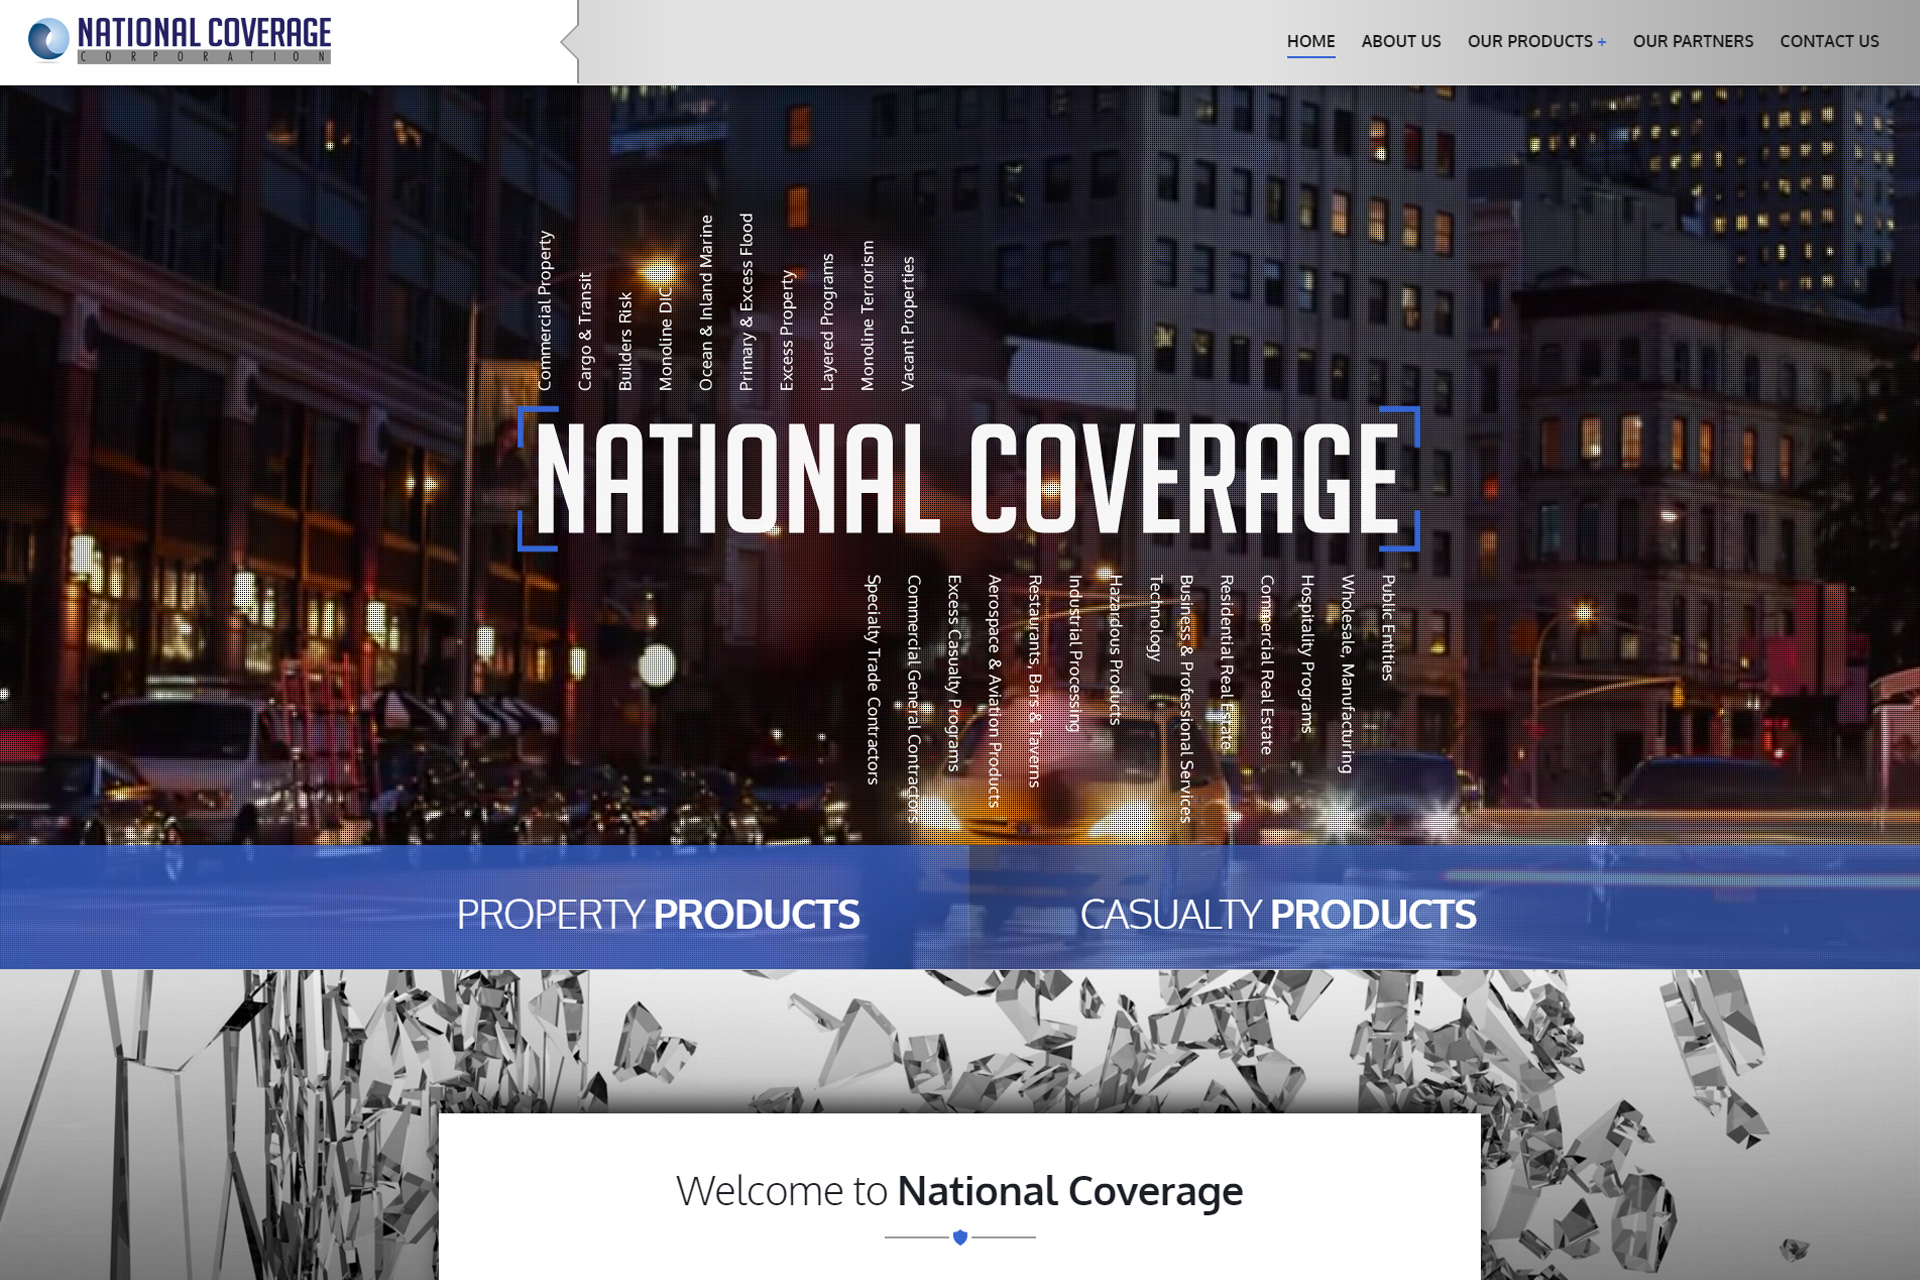 NATIONAL COVERAGE
CORPORATION
HOME
ABOUT US
OUR PRODUCTS +
OUR PARTNERS
CONTACT US
Commercial Property
Cargo & Transit
Builders Risk
Monoline DIC
Ocean & Inland Marine
Primary & Excess Flood
Excess Property
Layered Programs
Monoline Terrorism
Vacant Properties
NATIONAL COVERAGE
Specialty Trade Contractors
Commercial General Contractors
Excess Casualty Programs
Aerospace & Aviation Products
Restaurants, Bars & Taverns
Industrial Processing
Hazardous Products
Technology
Business & Professional Services
Residential Real Estate
Commercial Real Estate
Hospitality Programs
Wholesale, Manufacturing
Public Entities
PROPERTY PRODUCTS
CASUALTY PRODUCTS
Welcome to National Coverage